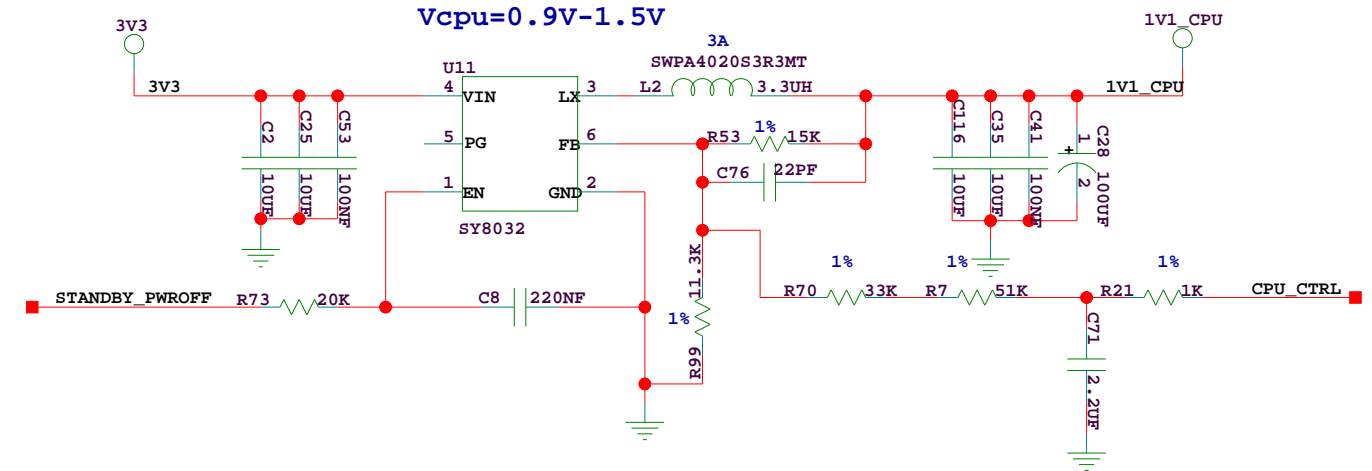 Vcpu=0.9V-1.5V
3V3
1V1_CPU
3A
SWPA4020S3R3MT
U11
3V3
4
VIN
LX
3
L2
3.3UH
1V1_CPU
C2
C25
C53
10UF
10UF
100NF
5
PG
FB
6
R53
1%
15K
C76
22PF
1
EN
GND
2
SY8032
C116
C35
C41
C28
1
+
2
10UF
10UF
100NF
100UF
STANDBY_PWROFF
R73
20K
C8
220NF
11.3K
1%
R99
1%
R70
33K
1%
R7
51K
1%
R21
1K
CPU_CTRL
C71
2.2UF